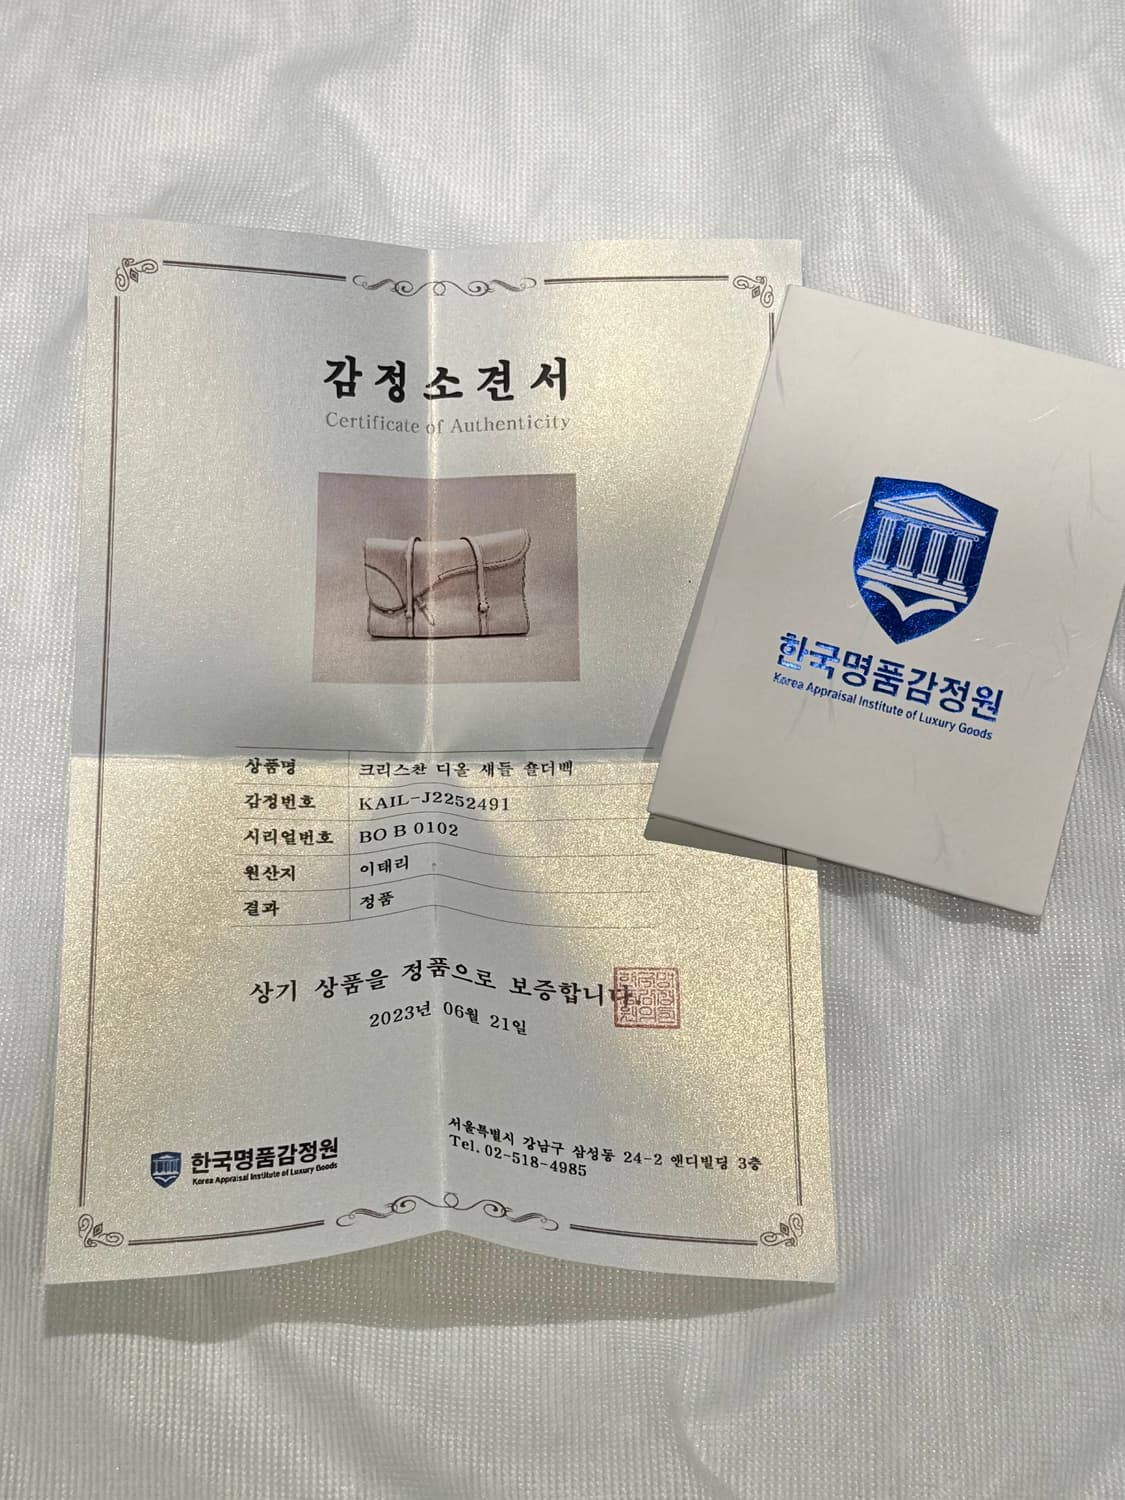 감정소견서
Certificate of Authenticity
상품명 크리스찬 디올 새들 숄더백
감정번호 KAIL-J2252491
시리얼번호 BO B 0102
원산지 이태리
결과 정품
상기 상품을 정품으로 보증합니다.
2023년 06월 21일
한국명품감정원
Korea Appraisal Institute of Luxury Goods
서울특별시 강남구 삼성동 24-2 앤디빌딩 3층
Tel. 02-518-4985
한국명품감정원
Korea Appraisal Institute of Luxury Goods